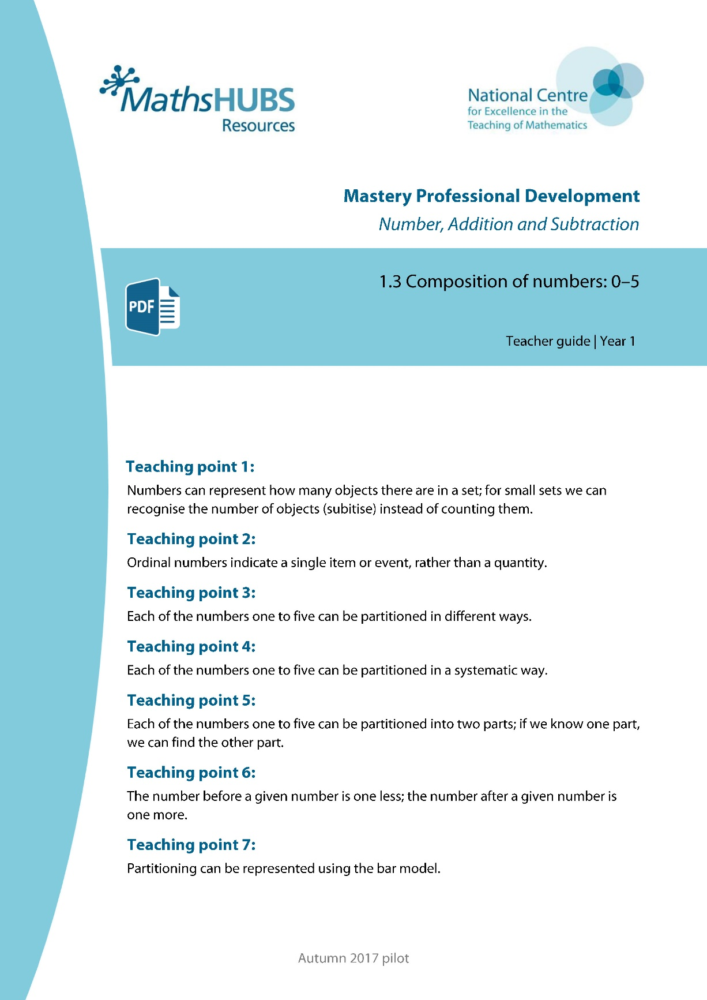 MathsHUBS
Resources
National Centre
for Excellence in the
Teaching of Mathematics
Mastery Professional Development
Number, Addition and Subtraction
1.3 Composition of numbers: 0–5
PDF
Teacher guide | Year 1
Teaching point 1:
Numbers can represent how many objects there are in a set; for small sets we can
recognise the number of objects (subitise) instead of counting them.
Teaching point 2:
Ordinal numbers indicate a single item or event, rather than a quantity.
Teaching point 3:
Each of the numbers one to five can be partitioned in different ways.
Teaching point 4:
Each of the numbers one to five can be partitioned in a systematic way.
Teaching point 5:
Each of the numbers one to five can be partitioned into two parts; if we know one part,
we can find the other part.
Teaching point 6:
The number before a given number is one less; the number after a given number is
one more.
Teaching point 7:
Partitioning can be represented using the bar model.
Autumn 2017 pilot